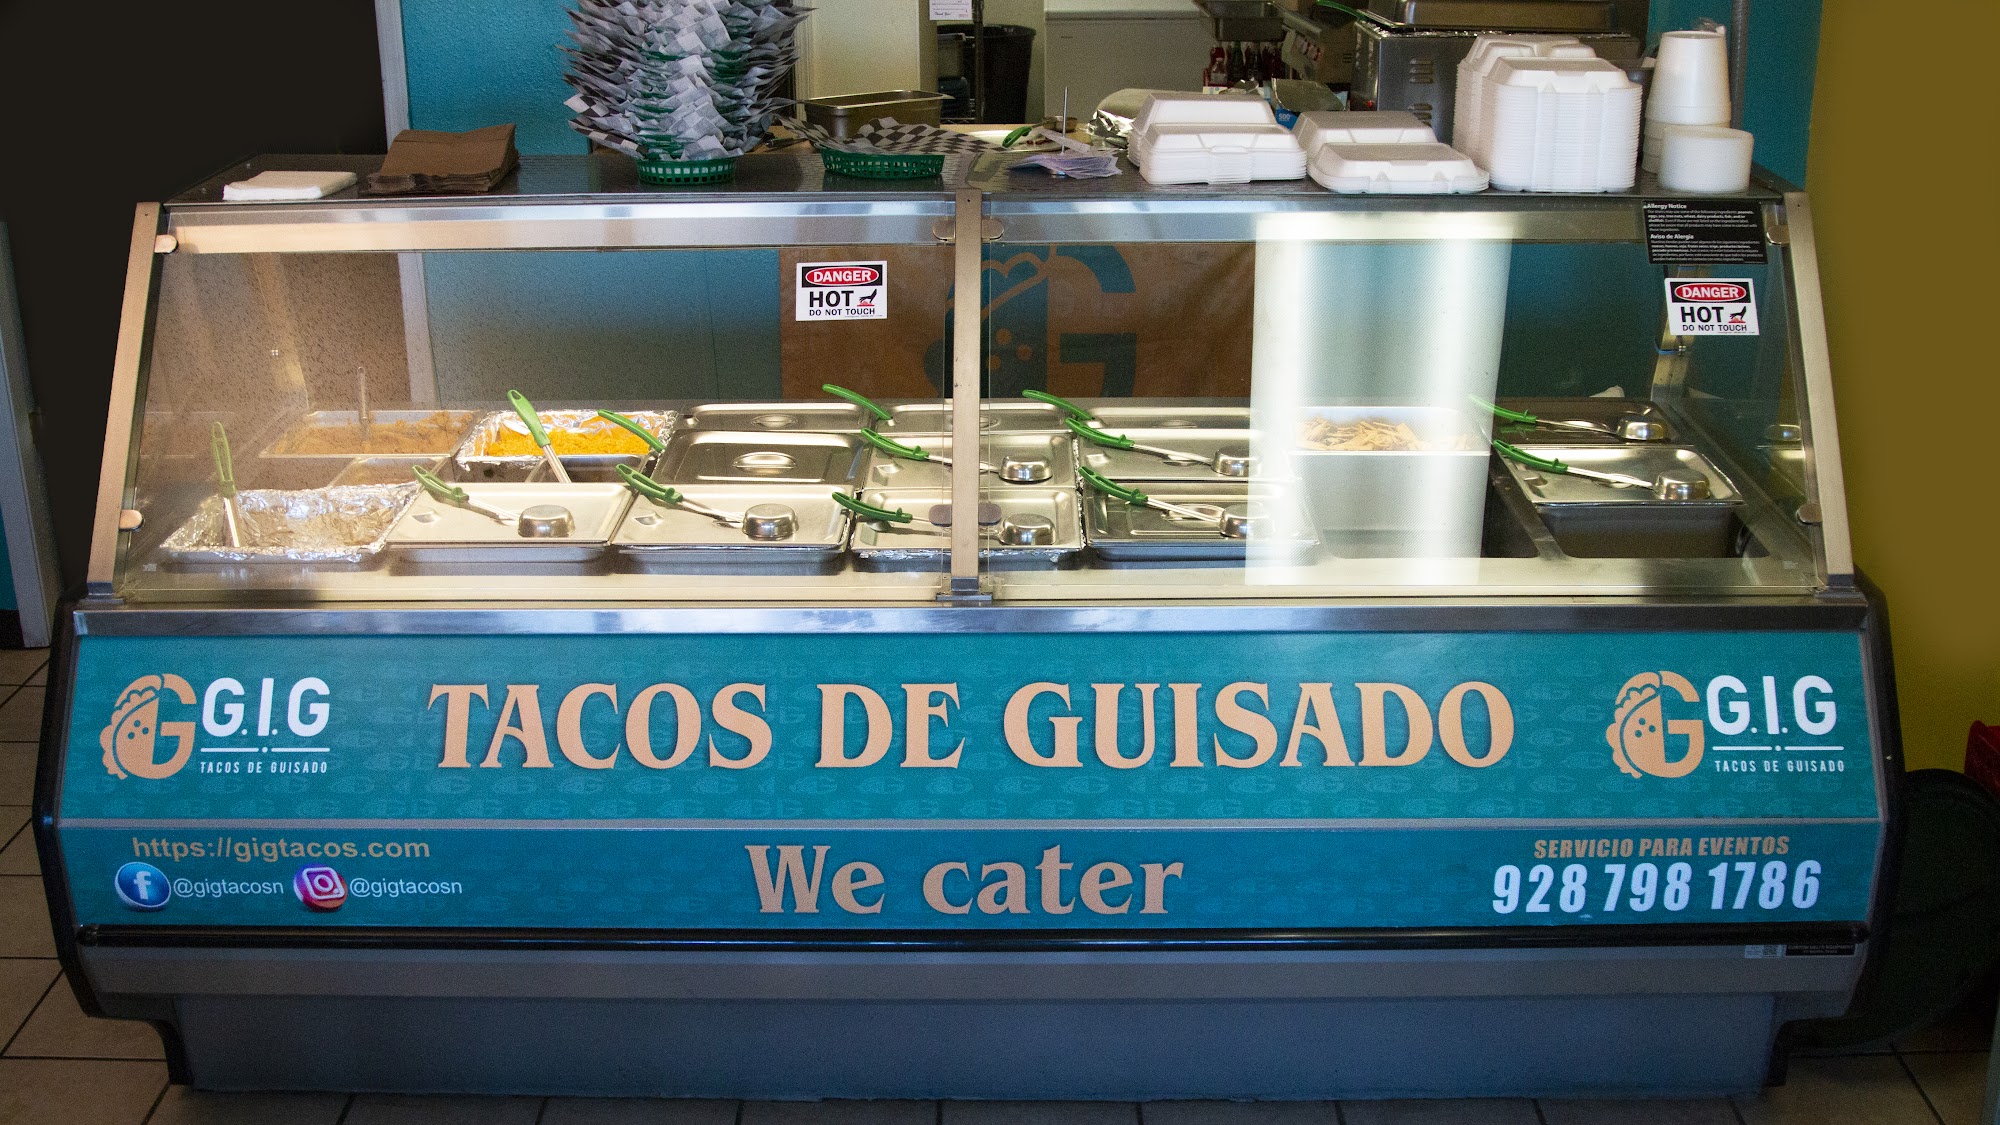 Allergy Notice
Aviso de Alergia
DANGER
HOT
DO NOT TOUCH
DANGER
HOT
DO NOT TOUCH
G
G
G.I.G
TACOS DE GUISADO
TACOS DE GUISADO
G
G.I.G
TACOS DE GUISADO
https://gigtacos.com
@gigtacosn
@gigtacosn
We cater
SERVICIO PARA EVENTOS
928 798 1786